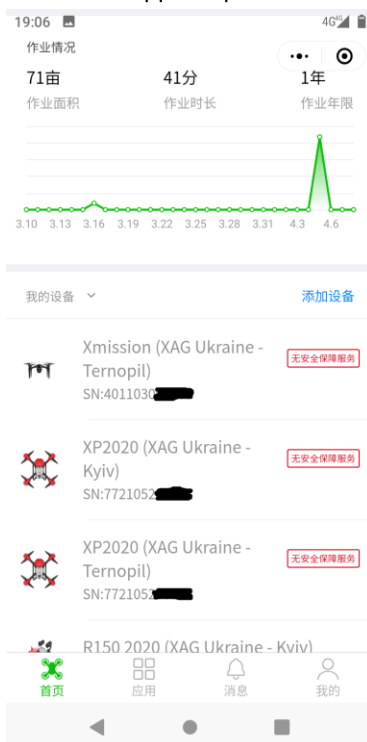 19:06 4G
作业情况
71亩 41分 1年
作业面积 作业时长 作业年限
3.10 3.13 3.16 3.19 3.22 3.25 3.28 3.31 4.3 4.6
我的设备 添加设备
Xmission (XAG Ukraine -
Ternopil)
无安全保障服务
SN:4011030
XP2020 (XAG Ukraine -
Kyiv)
无安全保障服务
SN:7721052
XP2020 (XAG Ukraine -
Ternopil)
无安全保障服务
SN:7721052
R150 2020 (XAG Ukraine - Kyiv)
首页 应用 消息 我的